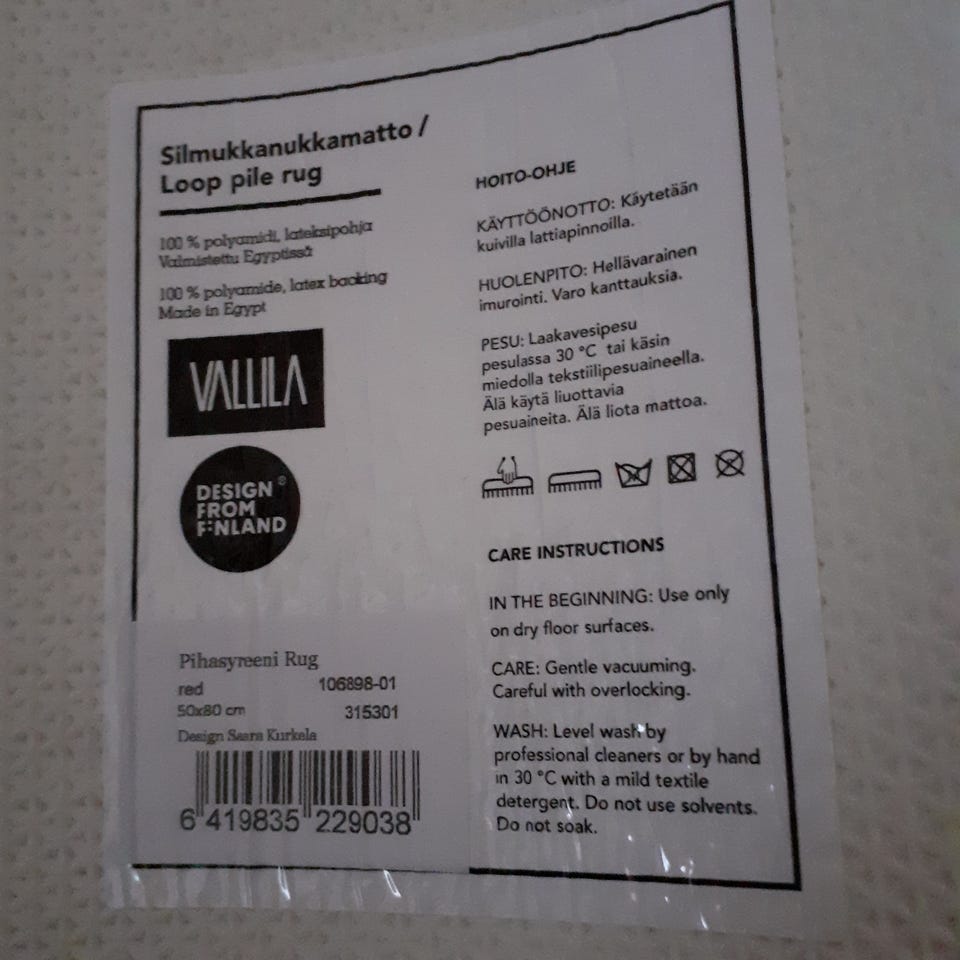 Silmukkanukkamatto /
Loop pile rug
100 % polyamidi, lateksipohja
Valmistettu Egyptissä
100 % polyamide, latex backing
Made in Egypt
VALLILA
DESIGN ®
FROM
F:NLAND
Pihasyreeni Rug
red 106898-01
50x80 cm 315301
Design Saara Kurkela
6 419835 229038
HOITO-OHJE
KÄYTTÖÖNOTTO: Käytetään
kuivilla lattiapinnoilla.
HUOLENPITO: Hellävarainen
imurointi. Varo kanttauksia.
PESU: Laakavesipesu
pesulassa 30 °C tai käsin
miedolla tekstiilipesuaineella.
Älä käytä liuottavia
pesuaineita. Älä liota mattoa.
CARE INSTRUCTIONS
IN THE BEGINNING: Use only
on dry floor surfaces.
CARE: Gentle vacuuming.
Careful with overlocking.
WASH: Level wash by
professional cleaners or by hand
in 30 °C with a mild textile
detergent. Do not use solvents.
Do not soak.